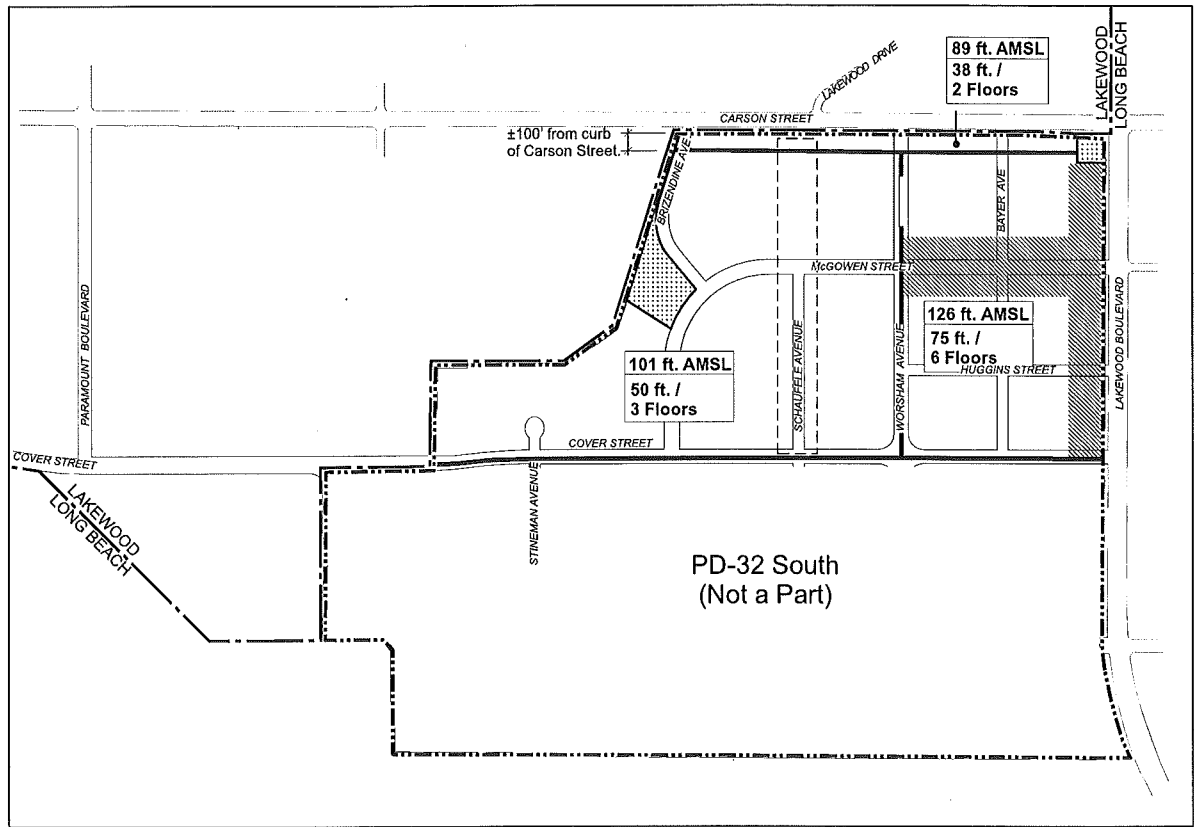 LAKEWOOD
LONG BEACH
89 ft. AMSL
38 ft. /
2 Floors
LAKEWOOD DRIVE
CARSON STREET
±100' from curb
of Carson Street.
BRIZENDINE AVE
BAYER AVE
McGOWEN STREET
PARAMOUNT BOULEVARD
126 ft. AMSL
75 ft. /
6 Floors
LAKEWOOD BOULEVARD
101 ft. AMSL
50 ft. /
3 Floors
SCHAUFELE AVENUE
WORSHAM AVENUE
HUGGINS STREET
COVER STREET
COVER STREET
STINEMAN AVENUE
LAKEWOOD
LONG BEACH
PD-32 South
(Not a Part)